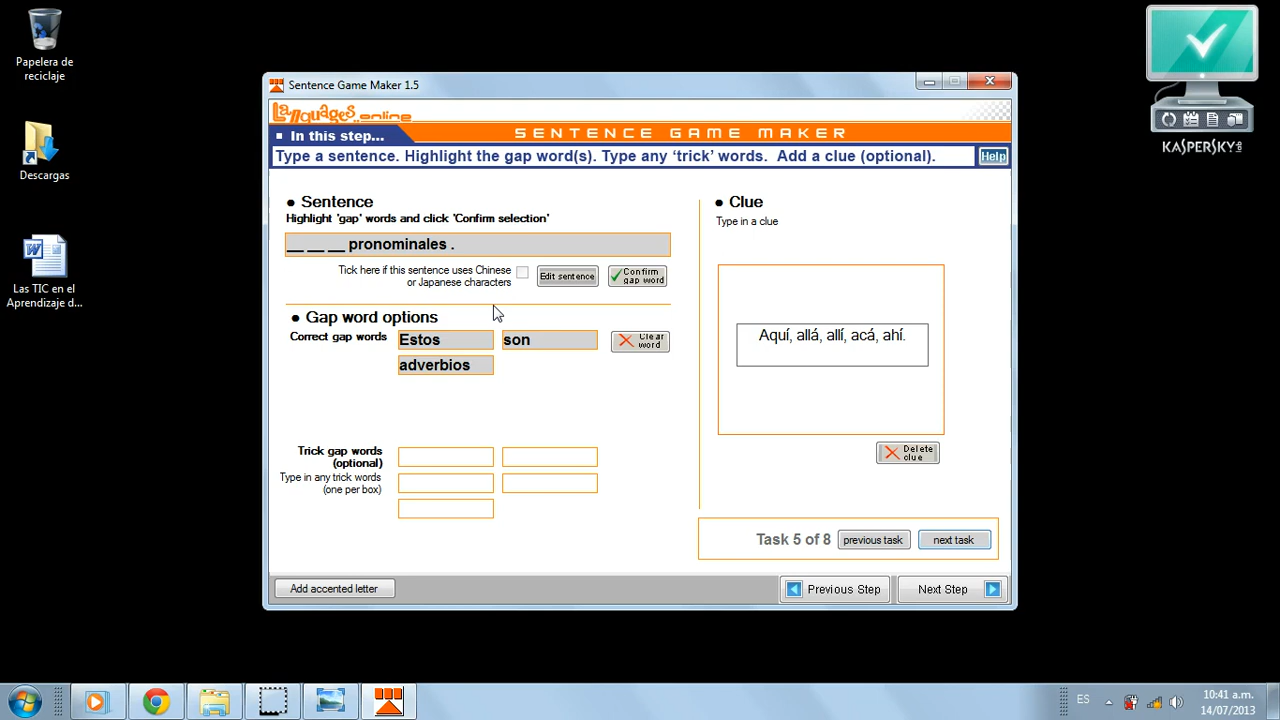 Papelera de
reciclaje
Descargas
Las TIC en el
Aprendizaje d...
KASPERSKY
Sentence Game Maker 1.5
Languages online
In this step...
SENTENCE GAME MAKER
Type a sentence. Highlight the gap word(s). Type any ‘trick’ words. Add a clue (optional).
Help
Sentence
Highlight 'gap' words and click 'Confirm selection'
__ __ __ pronominales .
Tick here if this sentence uses Chinese
or Japanese characters
Edit sentence
Confirm
gap word
Gap word options
Correct gap words
Estos
son
Clear
word
adverbios
Trick gap words
(optional)
Type in any trick words
(one per box)
Clue
Type in a clue
Aquí, allá, allí, acá, ahí.
Delete
clue
Task 5 of 8
previous task
next task
Add accented letter
Previous Step
Next Step
ES
10:41 a.m.
14/07/2013